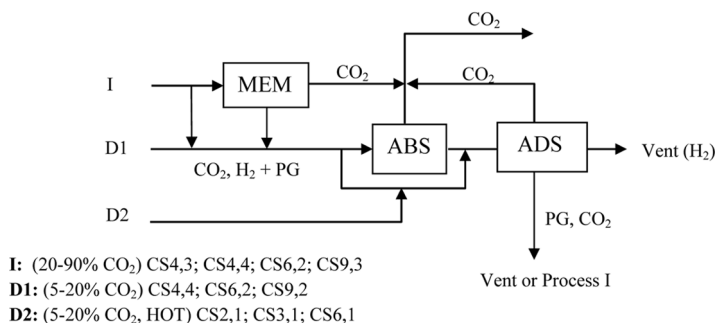 CO₂
I
MEM
CO₂
CO₂
D1
ABS
ADS
Vent (H₂)
CO₂, H₂ + PG
D2
PG, CO₂
Vent or Process I
I: (20-90% CO₂) CS4,3; CS4,4; CS6,2; CS9,3
D1: (5-20% CO₂) CS4,4; CS6,2; CS9,2
D2: (5-20% CO₂, HOT) CS2,1; CS3,1; CS6,1